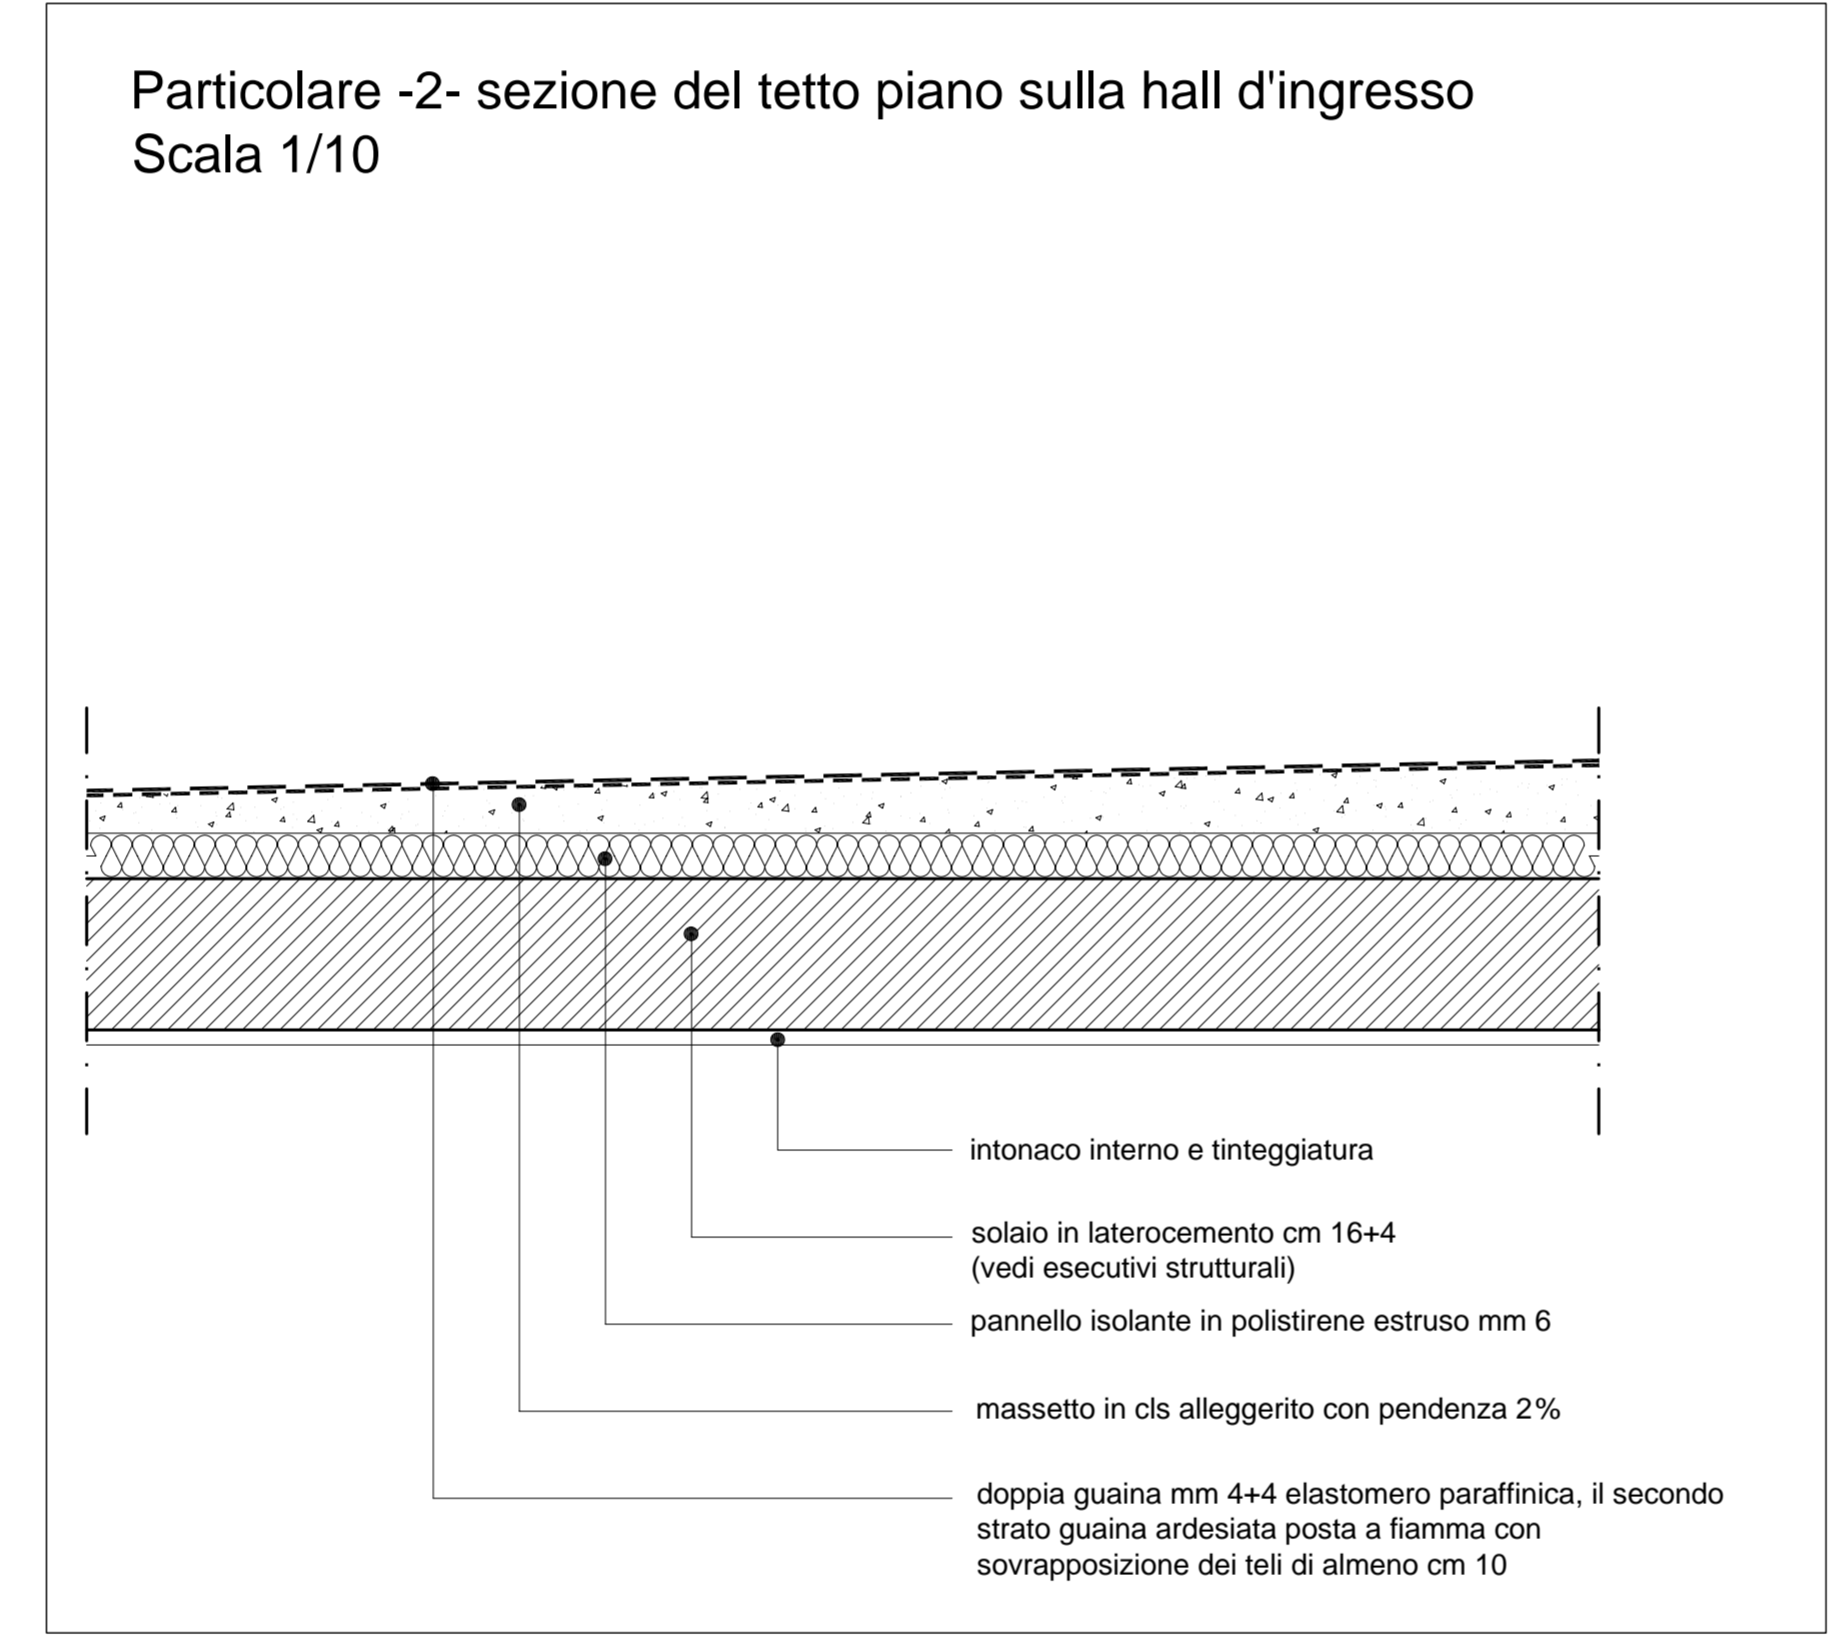 Particolare -2- sezione del tetto piano sulla hall d'ingresso
Scala 1/10
intonaco interno e tinteggiatura
solaio in laterocemento cm 16+4
(vedi esecutivi strutturali)
pannello isolante in polistirene estruso mm 6
massetto in cls alleggerito con pendenza 2%
doppia guaina mm 4+4 elastomero paraffinica, il secondo
strato guaina ardesiata posta a fiamma con
sovrapposizione dei teli di almeno cm 10